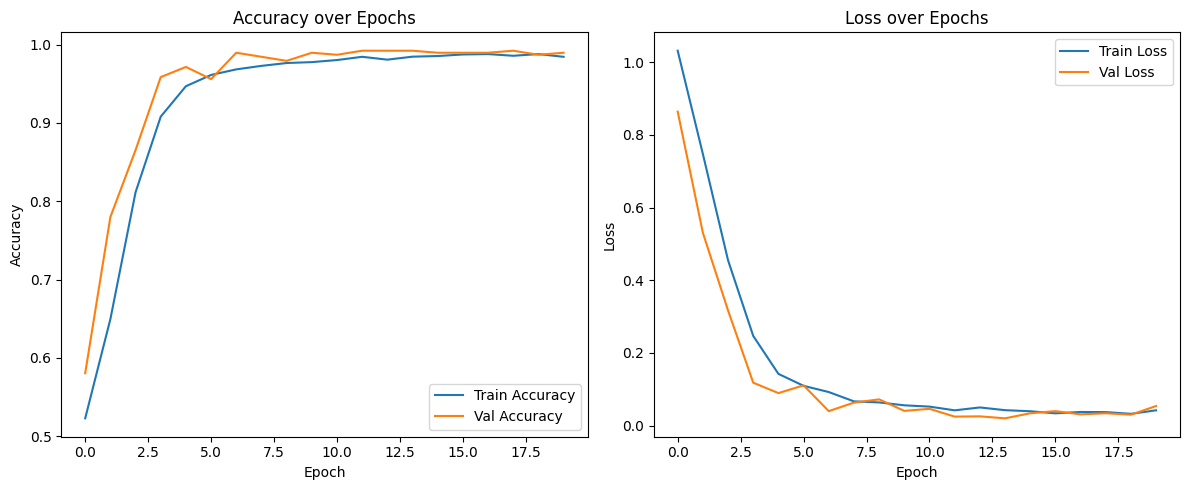 Accuracy over Epochs
1.0
0.9
0.8
0.7
0.6
0.5
Accuracy
Train Accuracy
Val Accuracy
0.0 2.5 5.0 7.5 10.0 12.5 15.0 17.5
Epoch
Loss over Epochs
1.0
0.8
0.6
0.4
0.2
0.0
Loss
Train Loss
Val Loss
0.0 2.5 5.0 7.5 10.0 12.5 15.0 17.5
Epoch